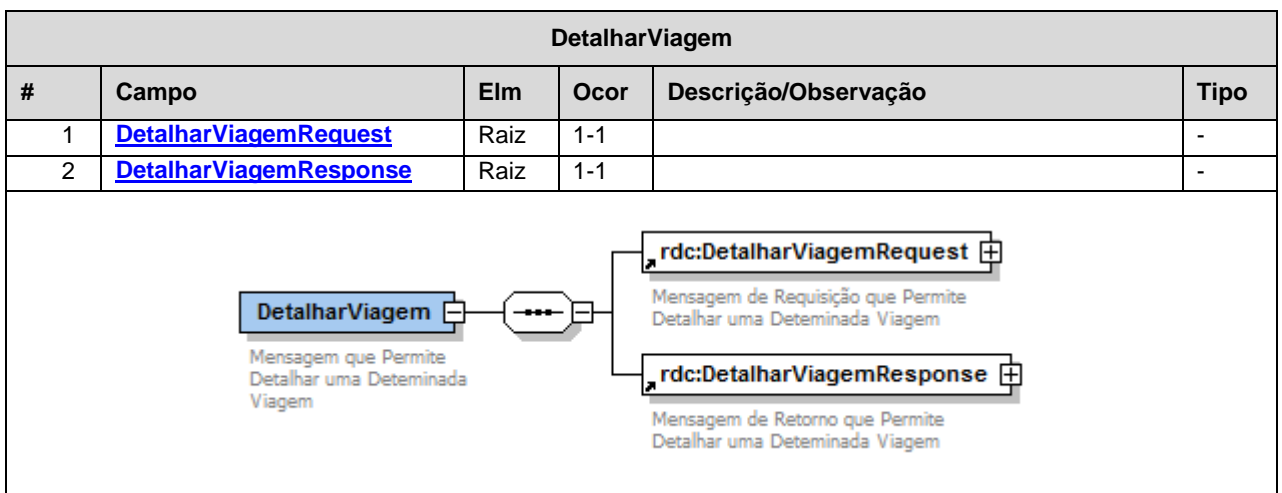 DetalharViagem
# Campo Elm Ocor Descrição/Observação Tipo
1 DetalharViagemRequest Raiz 1-1 -
2 DetalharViagemResponse Raiz 1-1 -
rdc:DetalharViagemRequest
Mensagem de Requisição que Permite
Detalhar uma Deteminada Viagem
DetalharViagem
Mensagem que Permite
Detalhar uma Deteminada
Viagem
rdc:DetalharViagemResponse
Mensagem de Retorno que Permite
Detalhar uma Deteminada Viagem